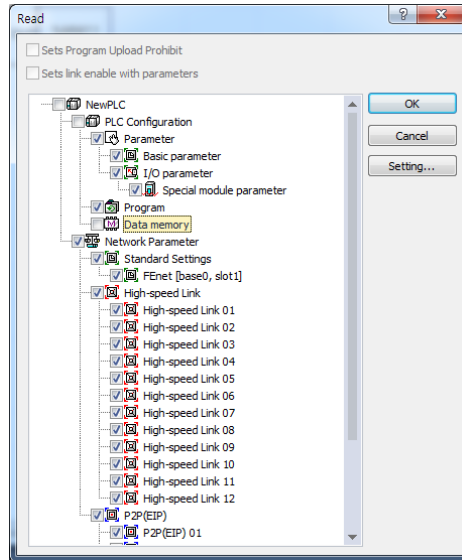 Read
Sets Program Upload Prohibit
Sets link enable with parameters
NewPLC
PLC Configuration
Parameter
Basic parameter
I/O parameter
Special module parameter
Program
Data memory
Network Parameter
Standard Settings
FEnet [base0, slot1]
High-speed Link
High-speed Link 01
High-speed Link 02
High-speed Link 03
High-speed Link 04
High-speed Link 05
High-speed Link 06
High-speed Link 07
High-speed Link 08
High-speed Link 09
High-speed Link 10
High-speed Link 11
High-speed Link 12
P2P(EIP)
P2P(EIP) 01
OK
Cancel
Setting...